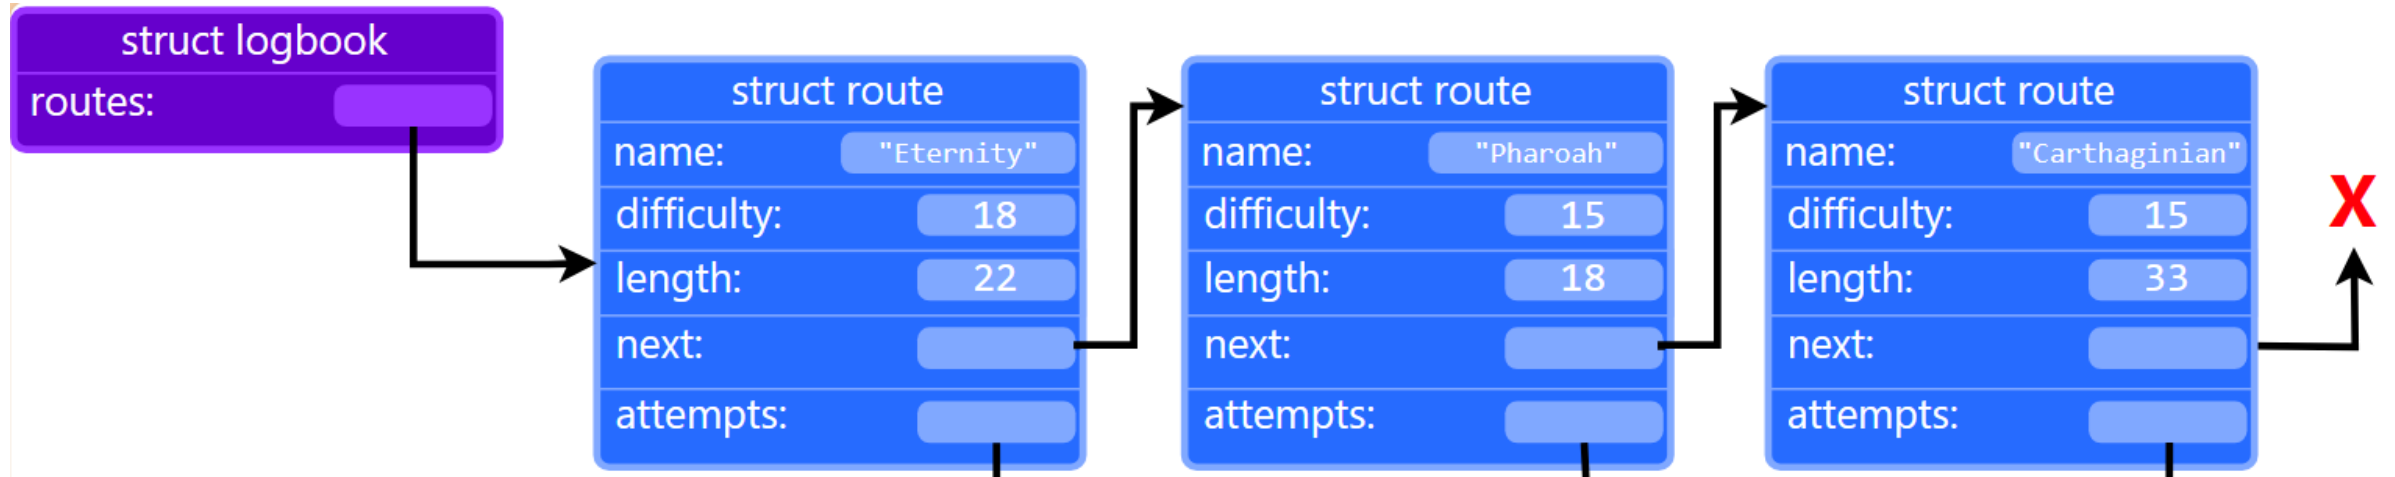 struct logbook
routes:
struct route
name: "Eternity"
difficulty: 18
length: 22
next:
attempts:
struct route
name: "Pharoah"
difficulty: 15
length: 18
next:
attempts:
struct route
name: "Carthaginian"
difficulty: 15
length: 33
next:
attempts:
X